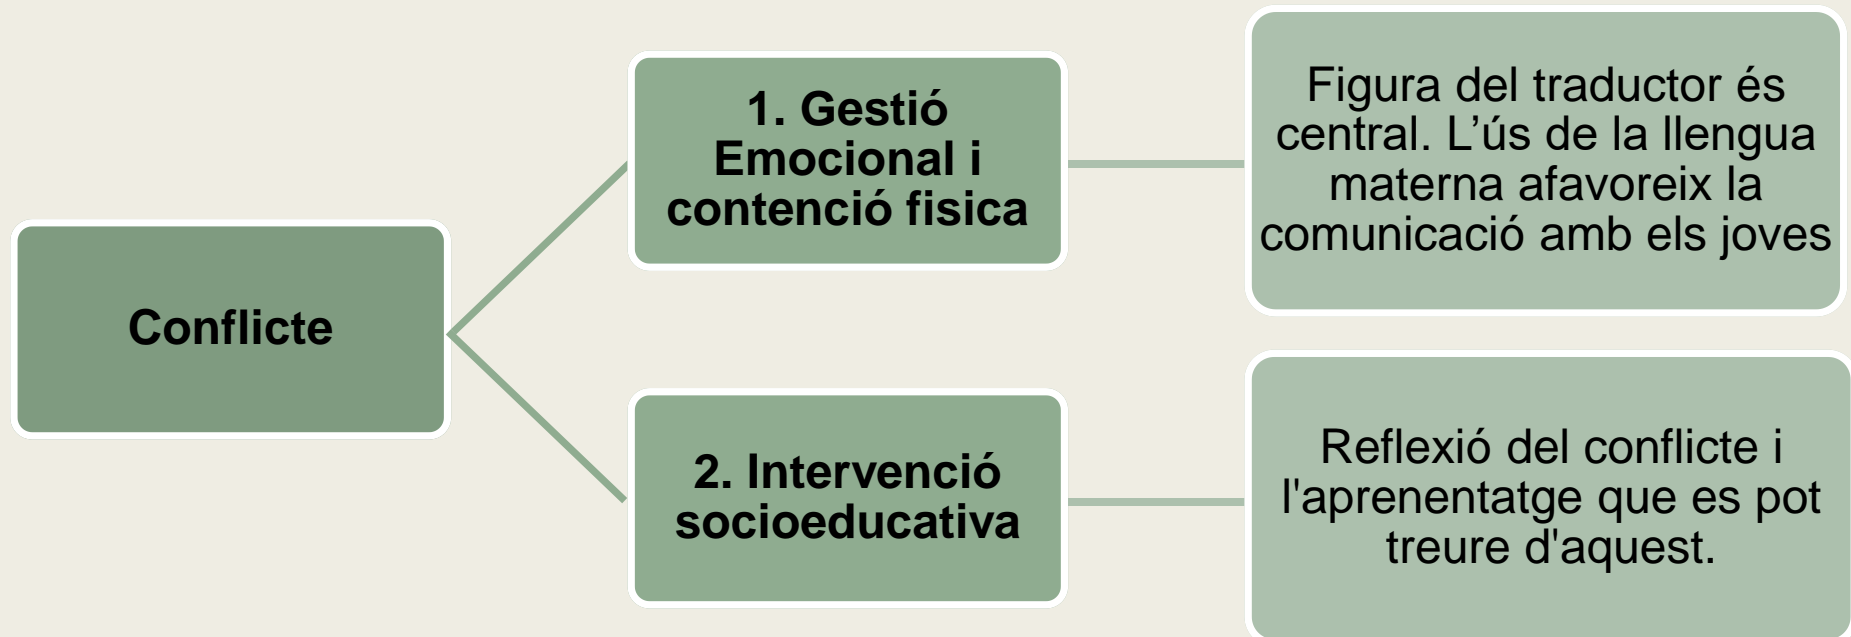 Conflicte
1. Gestió
Emocional i
contenció fisica
Figura del traductor és
central. L’ús de la llengua
materna afavoreix la
comunicació amb els joves
2. Intervenció
socioeducativa
Reflexió del conflicte i
l'aprenentatge que es pot
treure d'aquest.